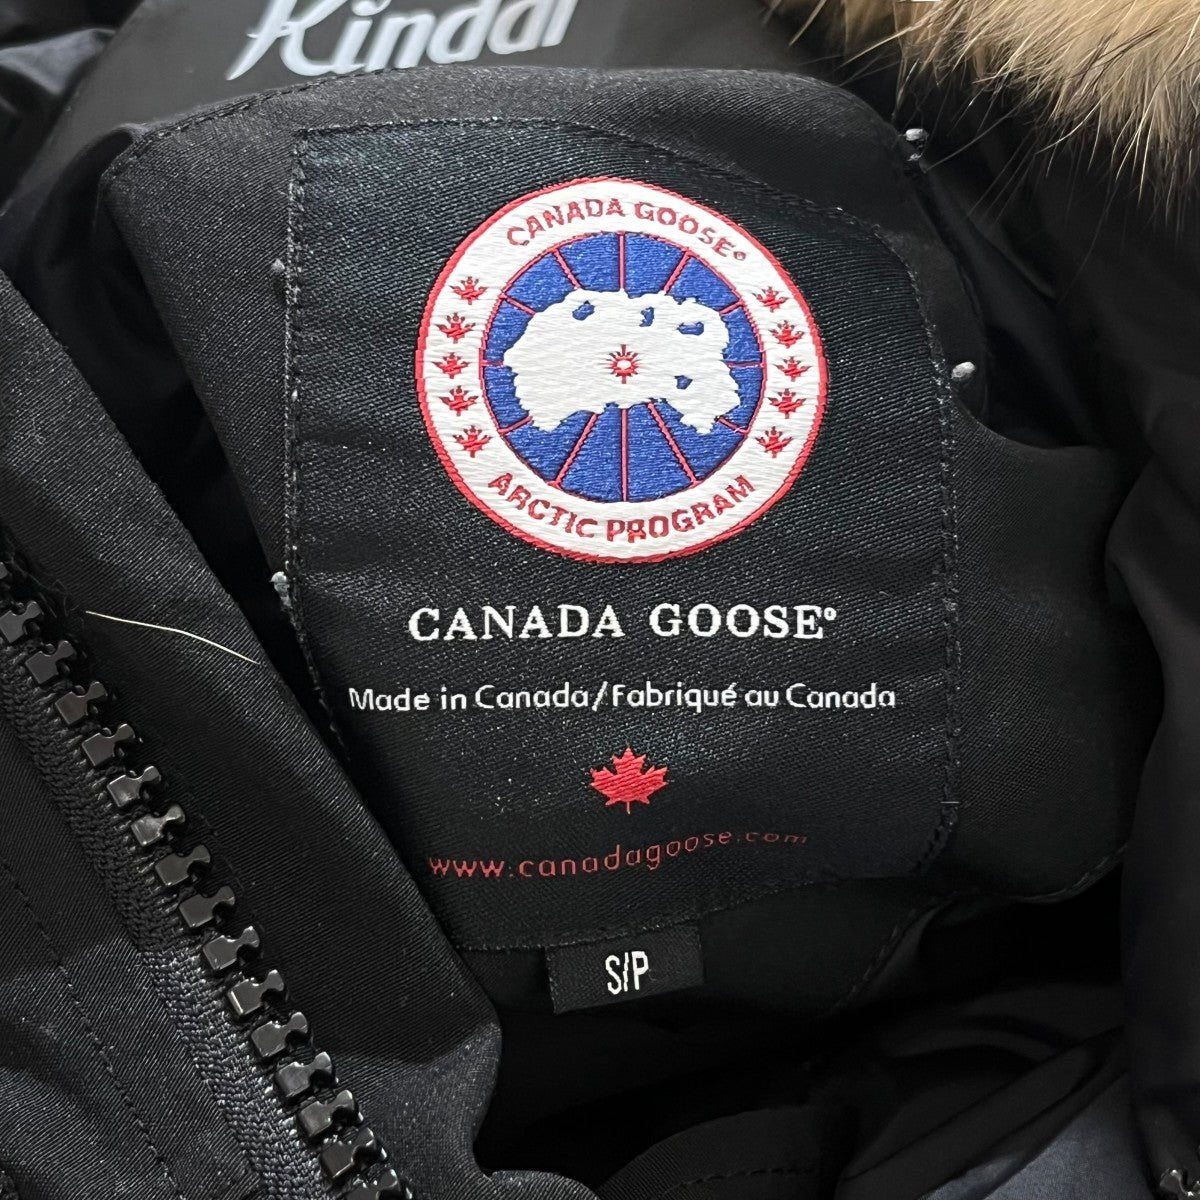 Kindal
CANADA GOOSE®
ARCTIC PROGRAM
CANADA GOOSE®
Made in Canada/Fabriqué au Canada
www.canadagoose.com
S/P